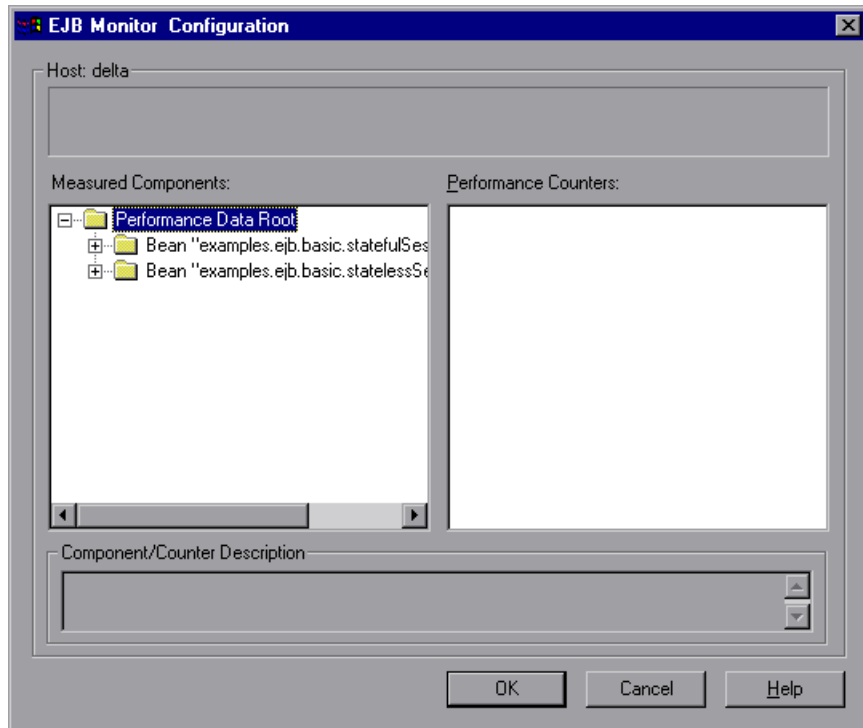 EJB Monitor Configuration
Host: delta
Measured Components:
Performance Counters:
Performance Data Root
Bean "examples.ejb.basic.statefulSes
Bean "examples.ejb.basic.statelessSe
Component/Counter Description
OK
Cancel
Help